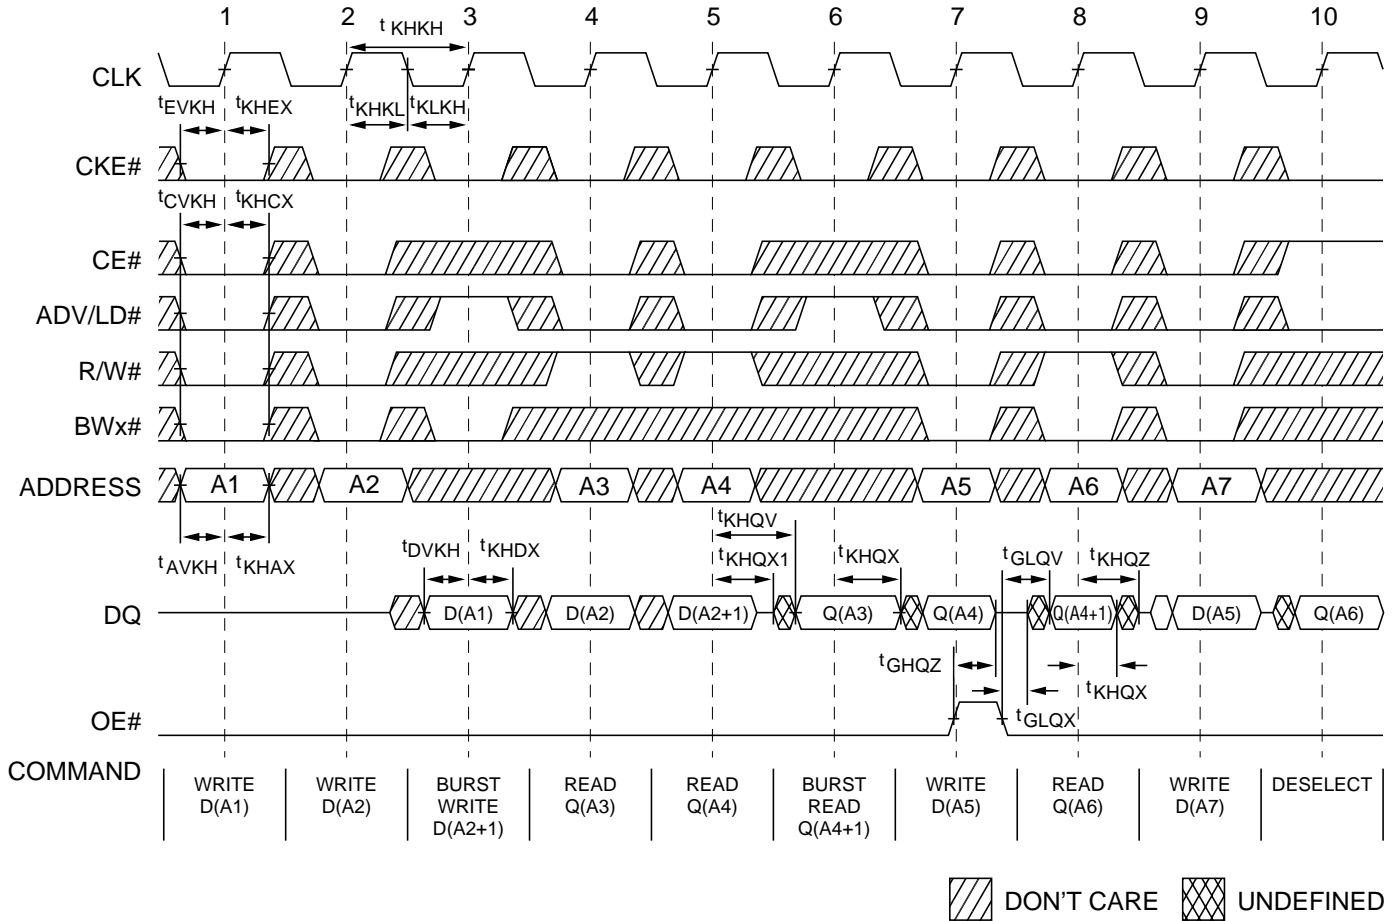 1 2 3 4 5 6 7 8 9 10
t KHKH
CLK
tEVKH tKHEX tKHKL tKLKH
CKE#
tCVKH tKHCX
CE#
ADV/LD#
R/W#
BWx#
ADDRESS A1 A2 A3 A4 A5 A6 A7
tAVKH tKHAX tDVKH tKHDX tKHQV tKHQX1 tKHQX tGLQV tKHQZ
DQ D(A1) D(A2) D(A2+1) Q(A3) Q(A4) Q(A4+1) D(A5) Q(A6)
tGHQZ tGLQX tKHQX
OE#
COMMAND
WRITE D(A1)
WRITE D(A2)
BURST WRITE D(A2+1)
READ Q(A3)
READ Q(A4)
BURST READ Q(A4+1)
WRITE D(A5)
READ Q(A6)
WRITE D(A7)
DESELECT
DON'T CARE UNDEFINED